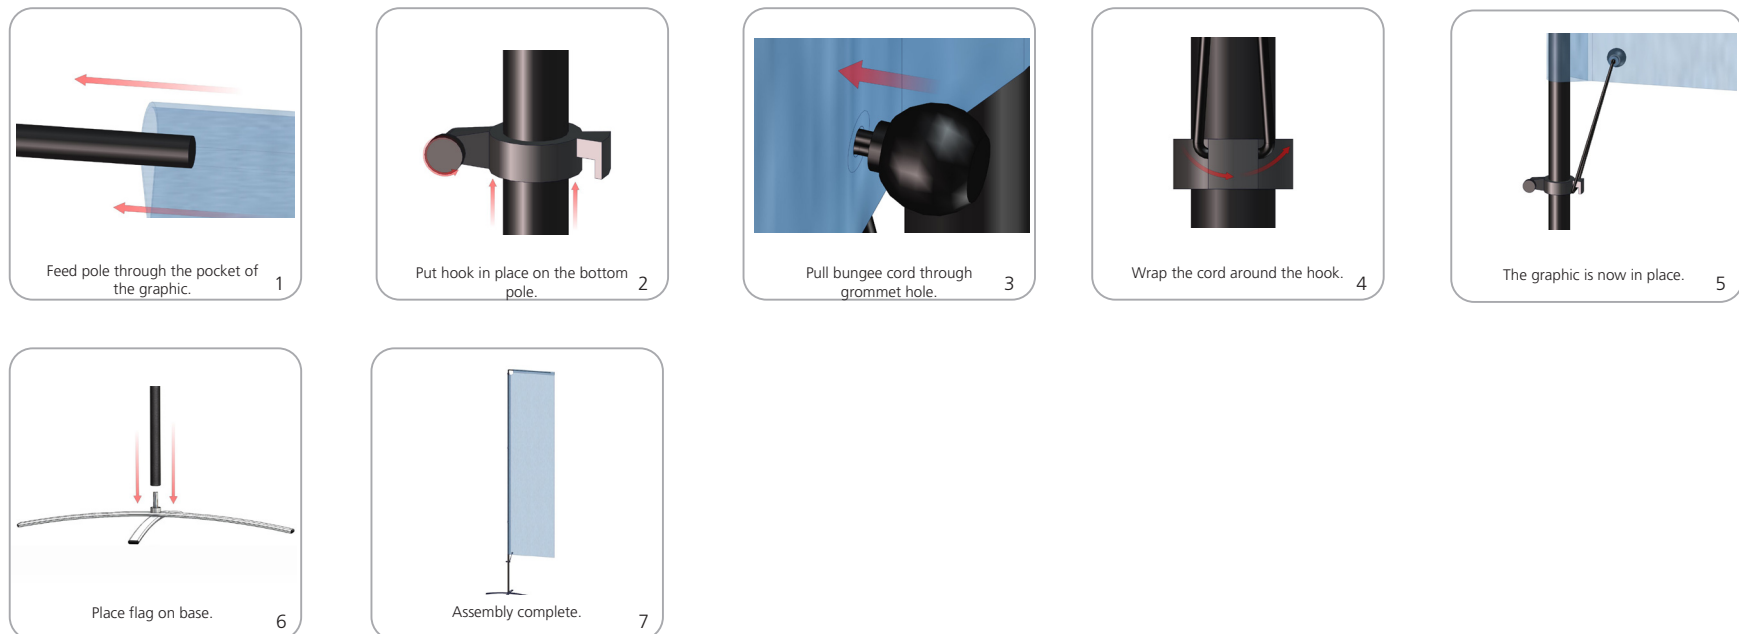 Feed pole through the pocket of
the graphic.
1
Put hook in place on the bottom
pole.
2
Pull bungee cord through
grommet hole.
3
Wrap the cord around the hook.
4
The graphic is now in place.
5
Place flag on base.
6
Assembly complete.
7